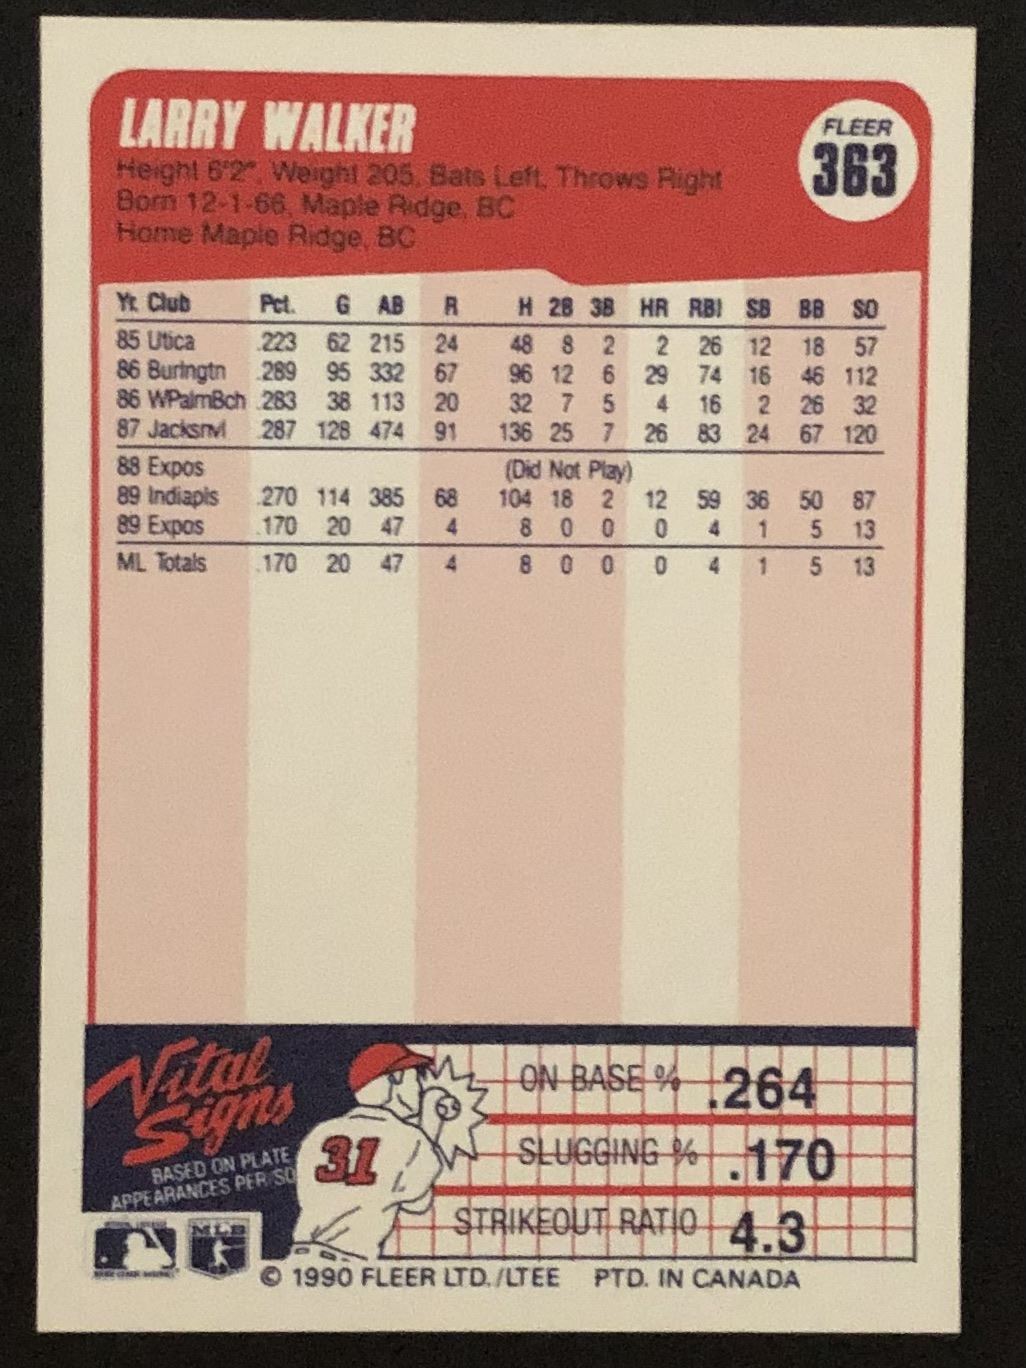 LARRY WALKER
FLEER
363
Height 6'2", Weight 205, Bats Left, Throws Right
Born 12-1-66, Maple Ridge, BC
Home Maple Ridge, BC
Yr. Club Pct. G AB R H 2B 3B HR RBI SB BB SO
85 Utica .223 62 215 24 48 8 2 2 26 12 18 57
86 Burlngtn .289 95 332 67 96 12 6 29 74 16 46 112
86 WPalmBch .283 38 113 20 32 7 5 4 16 2 26 32
87 Jacksnvl .287 128 474 91 136 25 7 26 83 24 67 120
88 Expos (Did Not Play)
89 Indiapls .270 114 385 68 104 18 2 12 59 36 50 87
89 Expos .170 20 47 4 8 0 0 0 4 1 5 13
ML Totals .170 20 47 4 8 0 0 0 4 1 5 13
Vital
Signs
BASED ON PLATE
APPEARANCES PER/SO
31
ON BASE % .264
SLUGGING % .170
STRIKEOUT RATIO 4.3
MLB
© 1990 FLEER LTD./LTEE PTD. IN CANADA